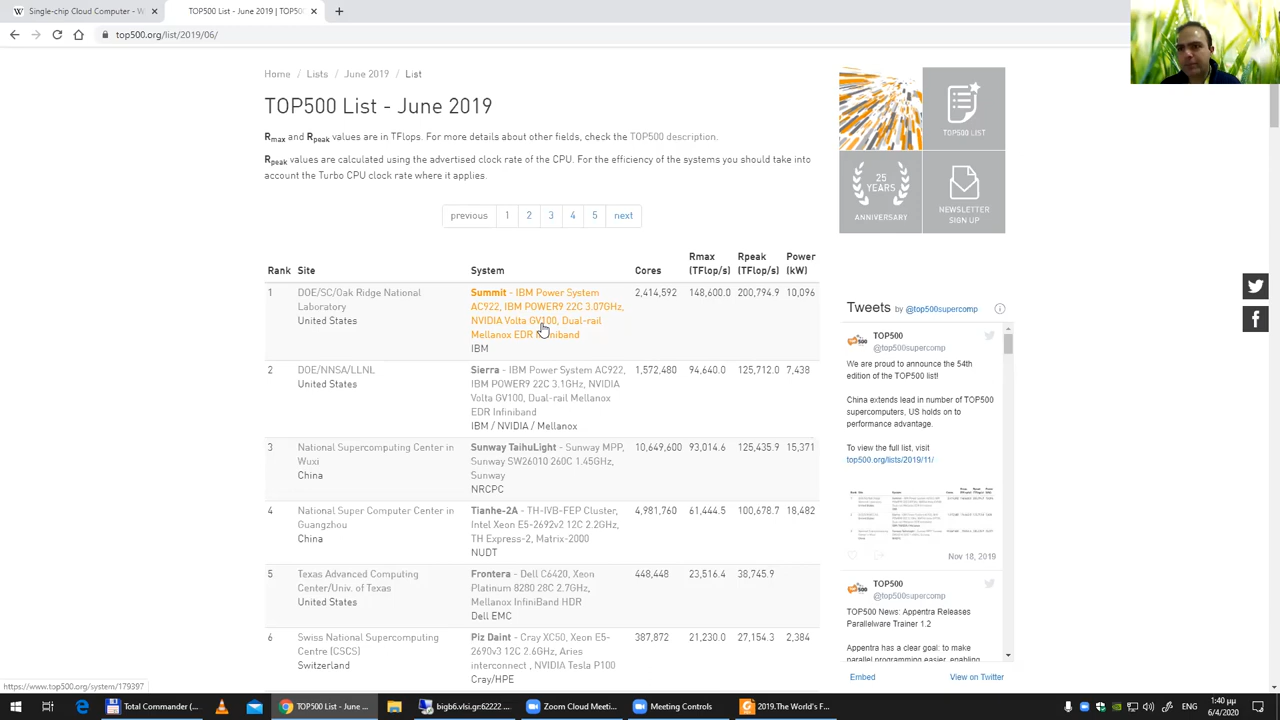 Single-chip Cloud Computer - W
TOP500 List - June 2019
top500.org/list/2019/06/
Home / Lists / June 2019 / List
TOP500 List - June 2019
Rmax and Rpeak values are in TFlops. For more details about other fields, check the TOP500 description.
Rpeak values are calculated using the advertised clock rate of the CPU. For the efficiency of the systems you should take into
account the Turbo CPU clock rate where it applies.
previous 1 2 3 4 5 next
Rank Site System Cores Rmax (TFlop/s) Rpeak (TFlop/s) Power (kW)
1 DOE/SC/Oak Ridge National Laboratory United States
Summit - IBM Power System
AC922, IBM POWER9 22C 3.07GHz,
NVIDIA Volta GV100, Dual-rail
Mellanox EDR Infiniband
IBM
2,414,592 148,600.0 200,794.9 10,096
DOE/NNSA/LLNL
United States
Sierra - IBM Power System AC922,
IBM POWER9 22C 3.1GHz, NVIDIA
Volta GV100, Dual-rail Mellanox
EDR Infiniband
IBM / NVIDIA / Mellanox
1,572,480 94,640.0 125,712.0 7,438
3 National Supercomputing Center in
Wuxi
China
Sunway TaihuLight - Sunway MPP,
Sunway SW26010 260C 1.45GHz,
Sunway
NRCPC
10,649,600 93,014.6 125,435.9 15,371
National Super Computer Center in
Guangzhou
China
Tianhe-2A - TH-IVB-FEP Cluster,
Intel Xeon E5-2692v2 12C 2.2GHz,
TH Express-2, Matrix-2000
NUDT
61,444.5 100,678.7 18,482
5 Texas Advanced Computing
Center/Univ. of Texas
United States
Frontera - Dell C6420, Xeon
Platinum 8280 28C 2.7GHz,
Mellanox InfiniBand HDR
Dell EMC
448,448 23,516.4 38,745.9
6 Swiss National Supercomputing
Centre (CSCS)
Switzerland
Piz Daint - Cray XC50, Xeon E5-
2690v3 12C 2.6GHz, Aries
interconnect , NVIDIA Tesla P100
Cray/HPE
387,872 21,230.0 27,154.3 2,384
TOP500 LIST
25
YEARS
ANNIVERSARY
NEWSLETTER
SIGN UP
Tweets by @top500supercomp
TOP500
@top500supercomp
We are proud to announce the 54th
edition of the TOP500 list!
China extends lead in number of TOP500
supercomputers, US holds on to
performance advantage.
To view the full list, visit
top500.org/lists/2019/11/
Nov 18, 2019
TOP500
@top500supercomp
TOP500 News: Appentra Releases
Parallelware Trainer 1.2
Appentra has a clear goal: to make
parallel programming easier, enabling
Embed View on Twitter
https://www.top500.org/system/179397
Total Commander (...
TOP500 List - June ...
bigb6.vlsi.gr:62222 ...
Zoom Cloud Meeti...
Meeting Controls
2019.The World's F...
1:40 μμ
6/4/2020